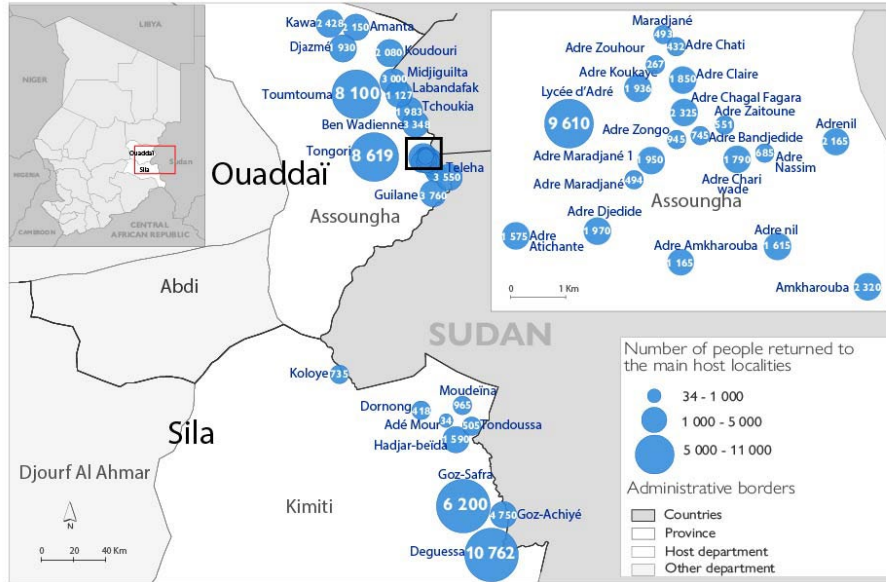 LIBYA
NIGER
NIGERIA
CAMEROON
CENTRAL
AFRICAN REPUBLIC
Sudan
Ouaddaï
Sila
Kawa
2 428
2 150
Amanta
Djazmé
1 930
2 080
Koudouri
3 000
Midjiguilta
1 127
Labandafak
Toumtouma
8 100
1 983
Tchoukia
Ben Wadienne
3 348
Tongori
8 619
Teleha
3 550
Guilane
3 760
Ouaddaï
Assoungha
Abdi
SUDAN
Maradjané
493
432
Adre Chati
Adre Zouhour
267
Adre Koukaye
1 936
1 850
Adre Claire
Lycée d'Adré
9 610
Adre Chagal Fagara
2 325
Adre Zaitoune
551
Adre Zongo
945
745
Adre Bandjedide
Adrenil
2 165
Adre Maradjané 1
1 950
1 790
685
Adre
Nassim
Adre Maradjané
494
Adre Chari
wade
Assoungha
Adre Djedide
1 970
1 575
Adre
Atichante
Adre nil
1 615
Adre Amkharouba
1 165
Amkharouba
2 320
0 1 Km
Koloye
735
Dornong
418
Moudeïna
965
Adé Mour
34
505
Tondoussa
Hadjar-beïda
1 590
Goz-Safra
6 200
4 750
Goz-Achiyé
Deguessa
10 762
Sila
Djourf Al Ahmar
Kimiti
N
0 20 40 Km
Number of people returned to
the main host localities
34 - 1 000
1 000 - 5 000
5 000 - 11 000
Administrative borders
Countries
Province
Host department
Other department